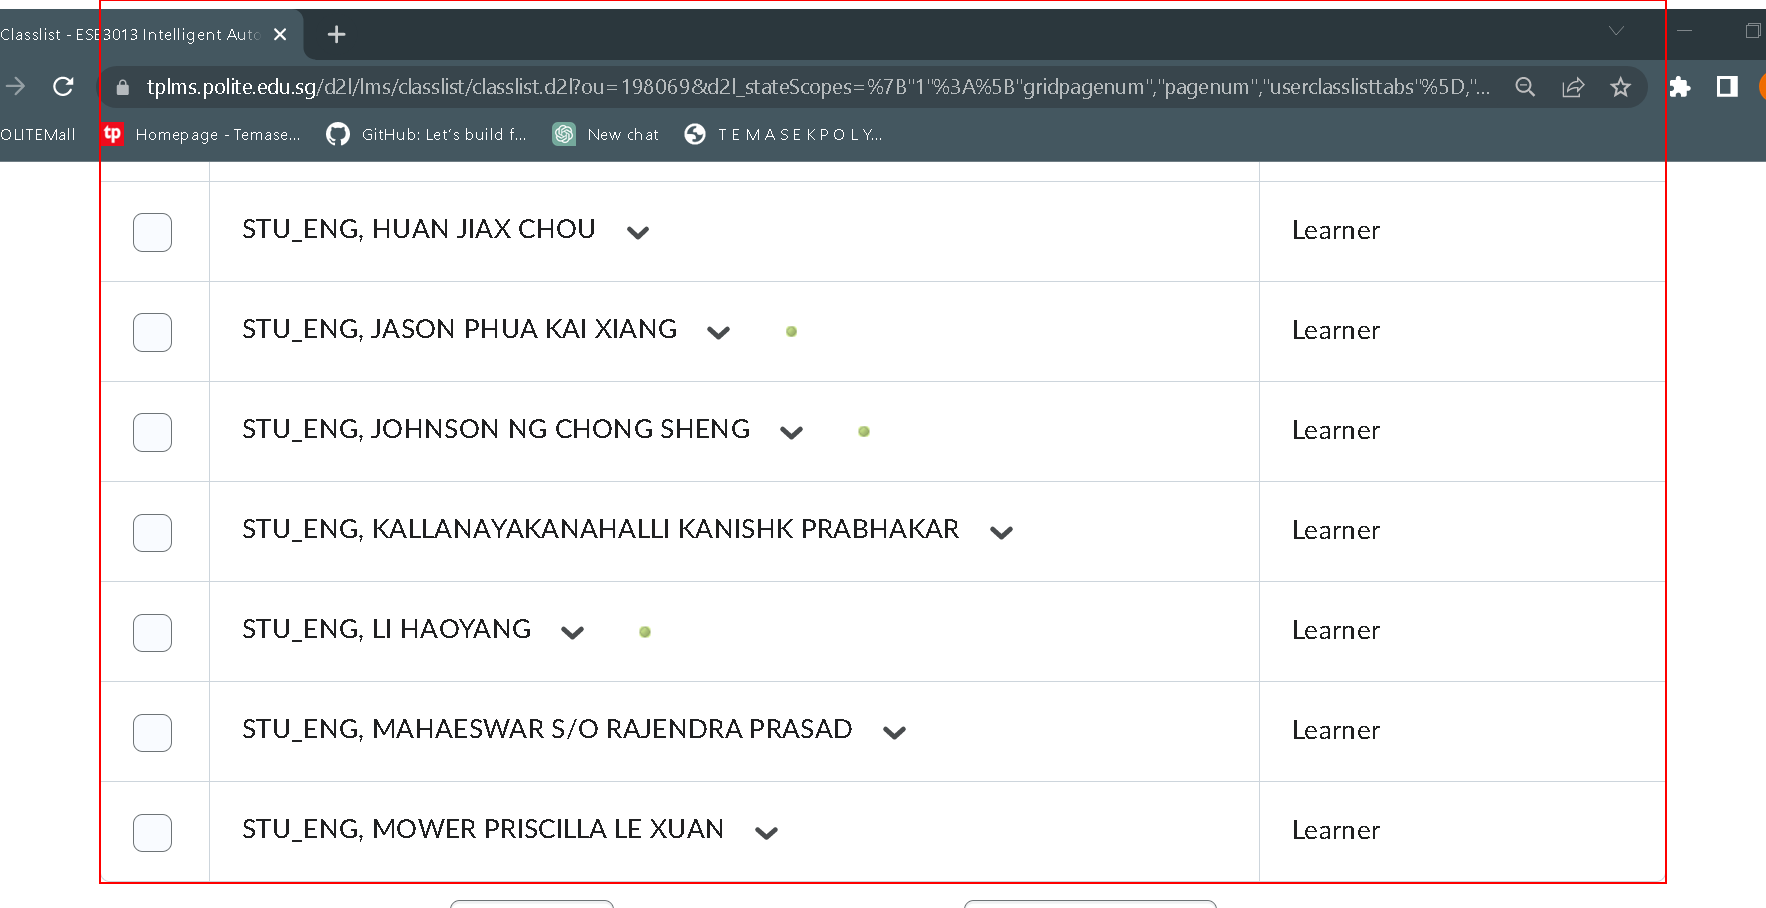 Classlist - ESE3013 Intelligent Auto
tplms.polite.edu.sg/d2l/lms/classlist/classlist.d2l?ou=198069&d2l_stateScopes=%7B"1"%3A%5B"gridpagenum","pagenum","userclasslisttabs"%5D,"...
OLITEMall tp Homepage - Temase... GitHub: Let's build f... New chat T E M A S E K P O L Y...
STU_ENG, HUAN JIAX CHOU Learner
STU_ENG, JASON PHUA KAI XIANG Learner
STU_ENG, JOHNSON NG CHONG SHENG Learner
STU_ENG, KALLANAYAKANAHALLI KANISHK PRABHAKAR Learner
STU_ENG, LI HAOYANG Learner
STU_ENG, MAHAESWAR S/O RAJENDRA PRASAD Learner
STU_ENG, MOWER PRISCILLA LE XUAN Learner